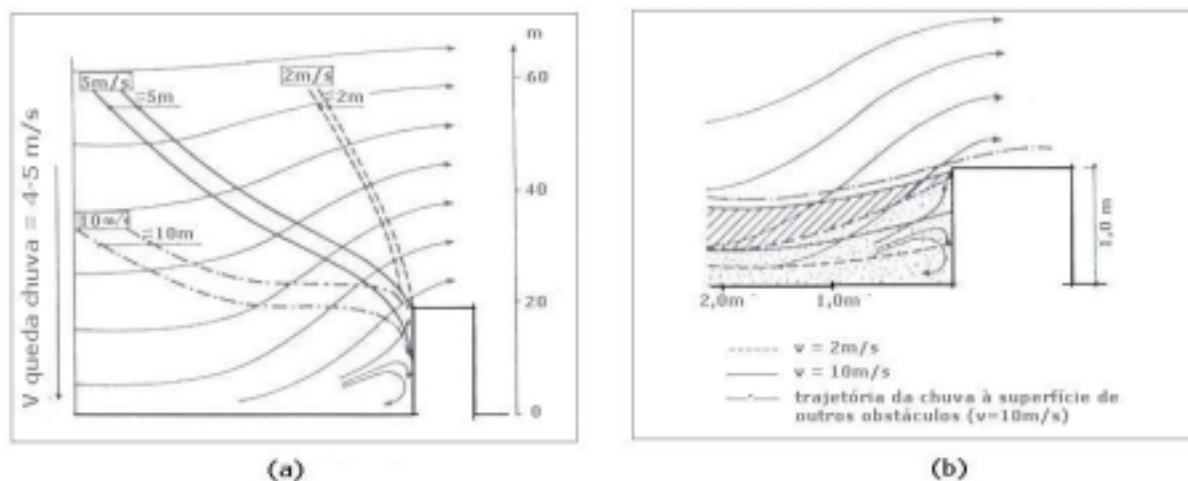 m
60
40
20
0
5m/s
=5m
2m/s
=2m
10m/s
=10m
V queda chuva = 4-5 m/s
(a)
1,0 m
2,0m
1,0m
v = 2m/s
v = 10m/s
trajetória da chuva à superfície de
outros obstáculos (v=10m/s)
(b)